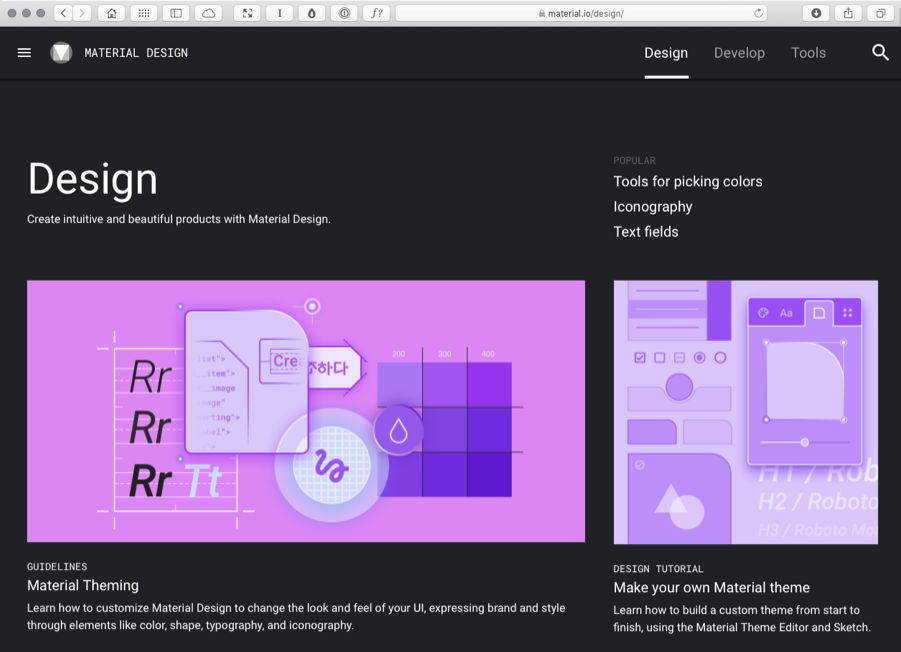 material.io/design/
MATERIAL DESIGN
Design
Develop
Tools
Design
Create intuitive and beautiful products with Material Design.
POPULAR
Tools for picking colors
Iconography
Text fields
Rr
Rr
Rr Tt
list">
__item">
__image
image"
orting">
label">
Crea
하다
200 300 400
Aa
H1 / Rob
H2 / Roboto
H3 / Roboto Mo
GUIDELINES
Material Theming
Learn how to customize Material Design to change the look and feel of your UI, expressing brand and style
through elements like color, shape, typography, and iconography.
DESIGN TUTORIAL
Make your own Material theme
Learn how to build a custom theme from start to
finish, using the Material Theme Editor and Sketch.